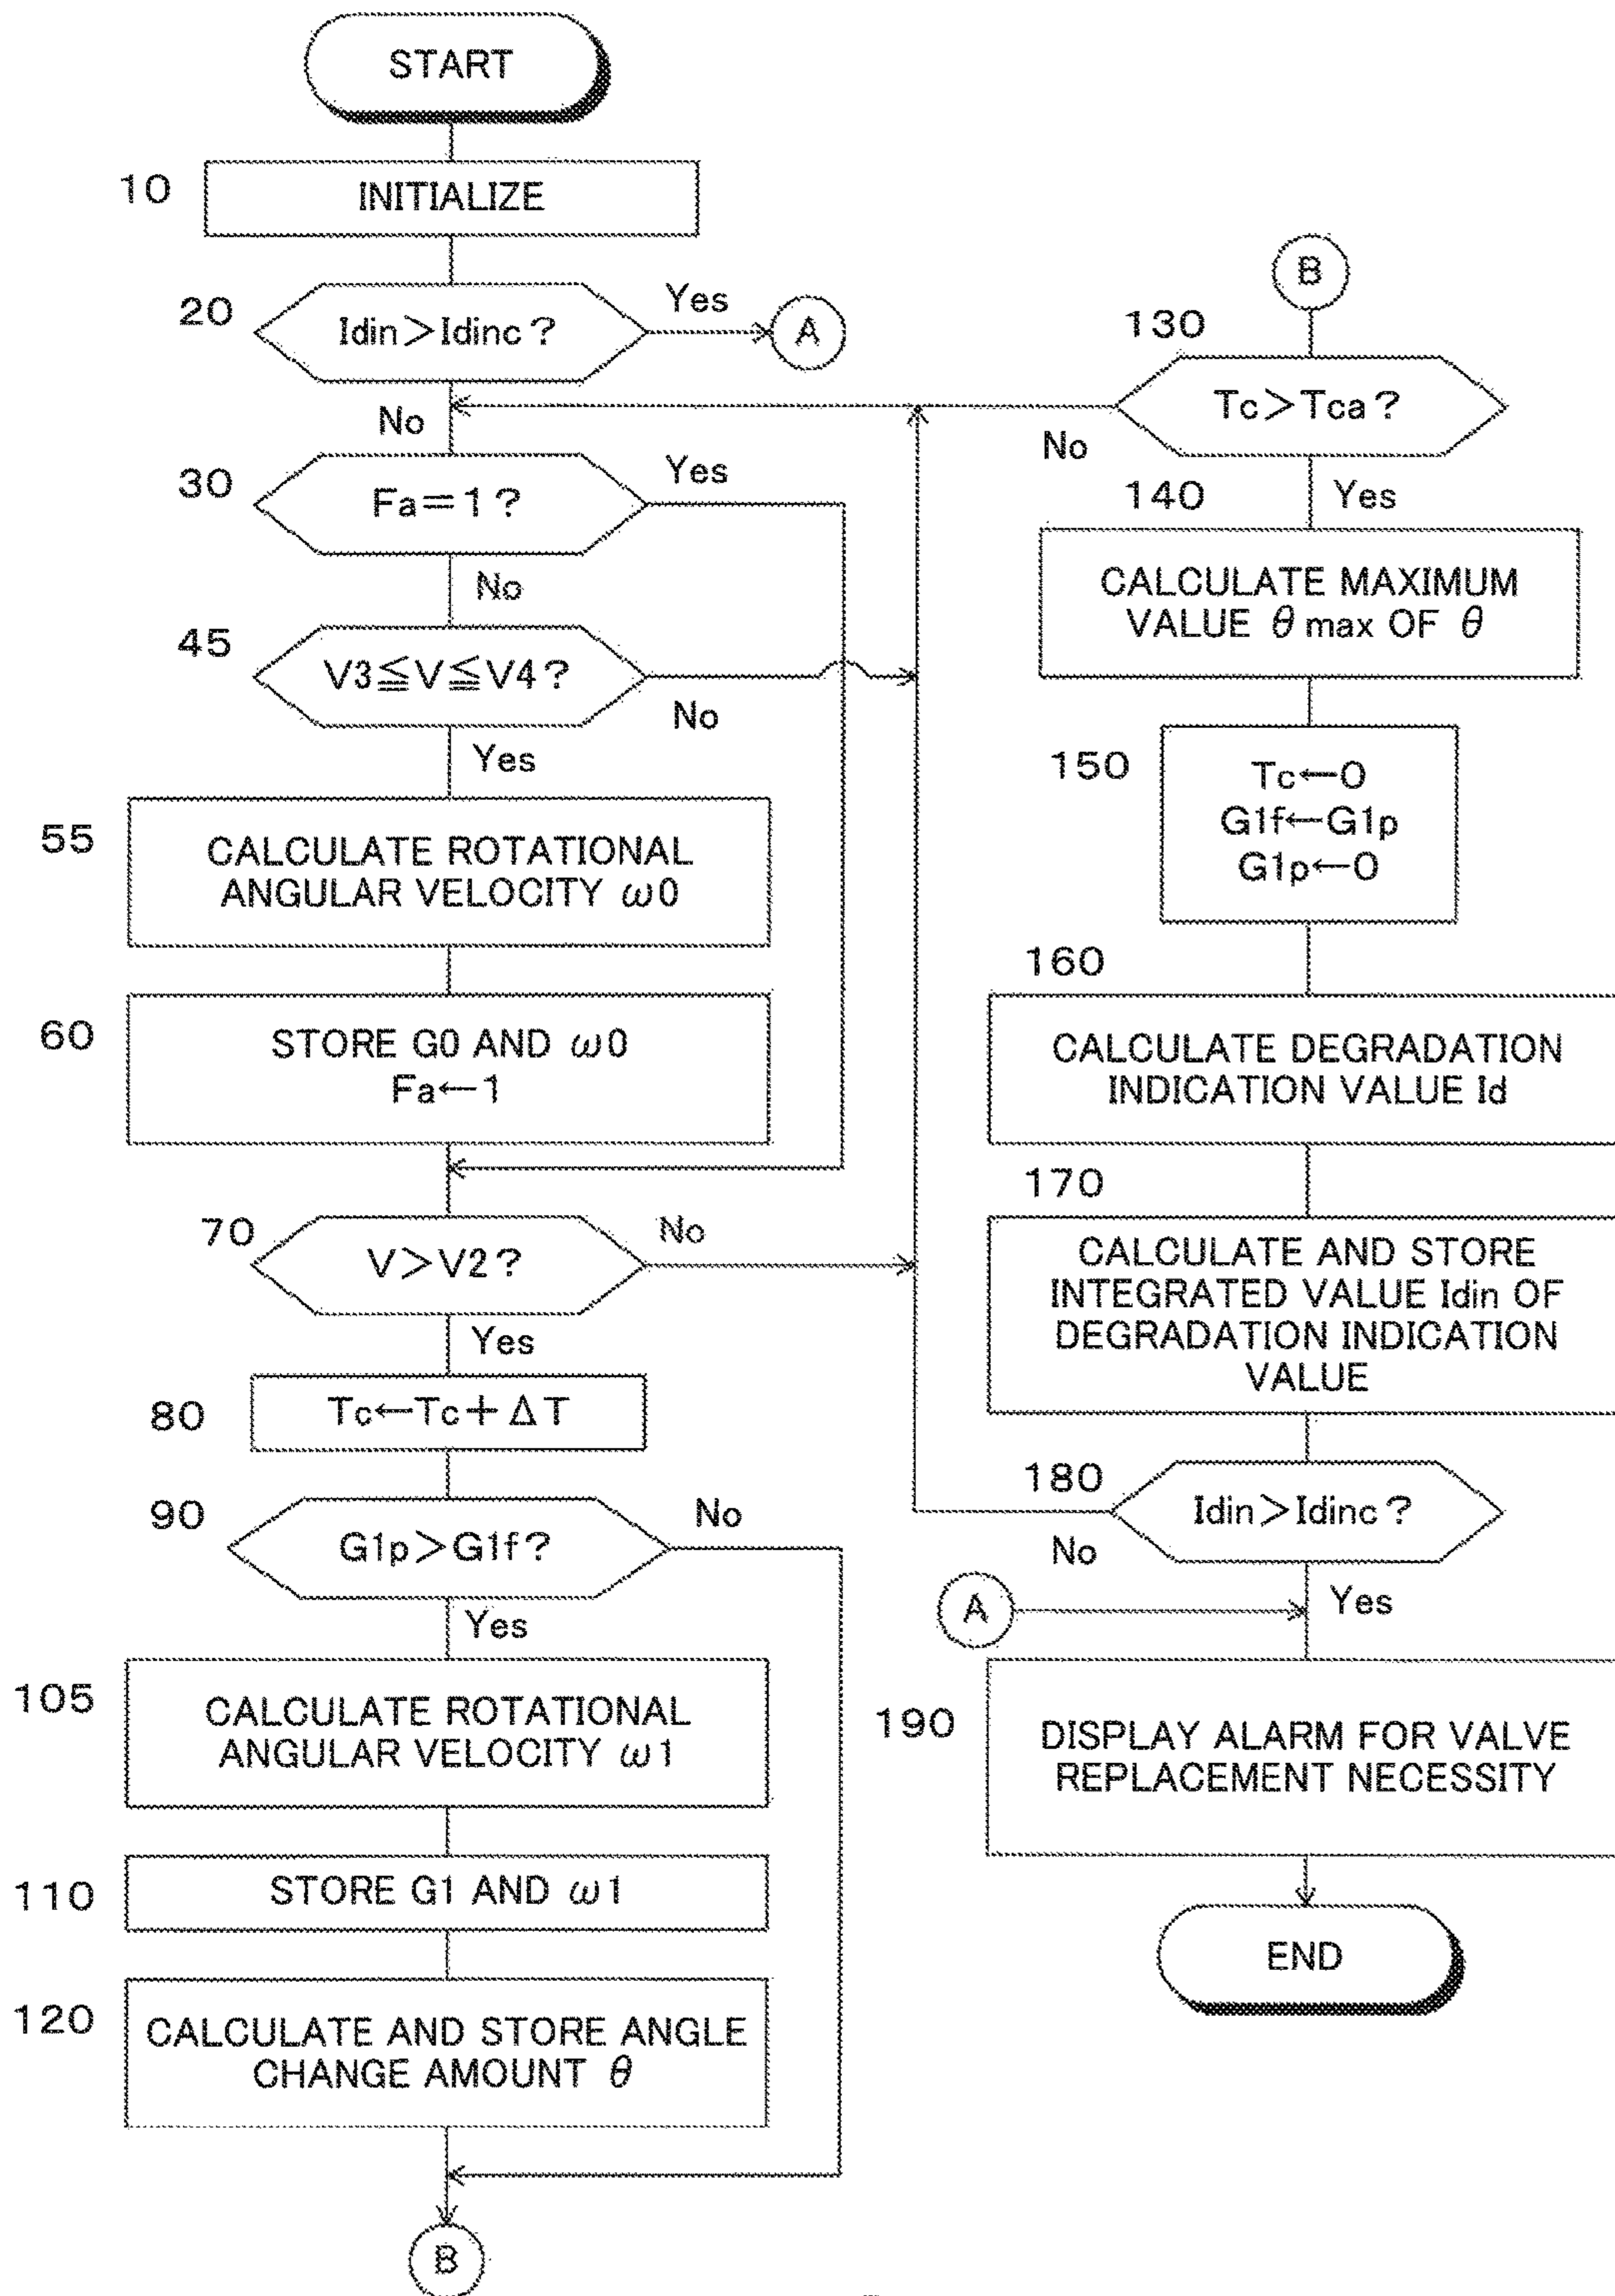 START
10
INITIALIZE
20
Idin>Idinc?
Yes
A
No
30
Fa=1?
Yes
No
45
V3≦V≦V4?
No
Yes
55
CALCULATE ROTATIONAL
ANGULAR VELOCITY ω0
60
STORE G0 AND ω0
Fa←1
70
V>V2?
No
Yes
80
Tc←Tc+ΔT
90
G1p>G1f?
No
Yes
105
CALCULATE ROTATIONAL
ANGULAR VELOCITY ω1
110
STORE G1 AND ω1
120
CALCULATE AND STORE ANGLE
CHANGE AMOUNT θ
B
B
130
Tc>Tca?
No
Yes
140
CALCULATE MAXIMUM
VALUE θmax OF θ
150
Tc←0
G1f←G1p
G1p←0
160
CALCULATE DEGRADATION
INDICATION VALUE Id
170
CALCULATE AND STORE
INTEGRATED VALUE Idin OF
DEGRADATION INDICATION
VALUE
180
Idin>Idinc?
No
Yes
A
190
DISPLAY ALARM FOR VALVE
REPLACEMENT NECESSITY
END